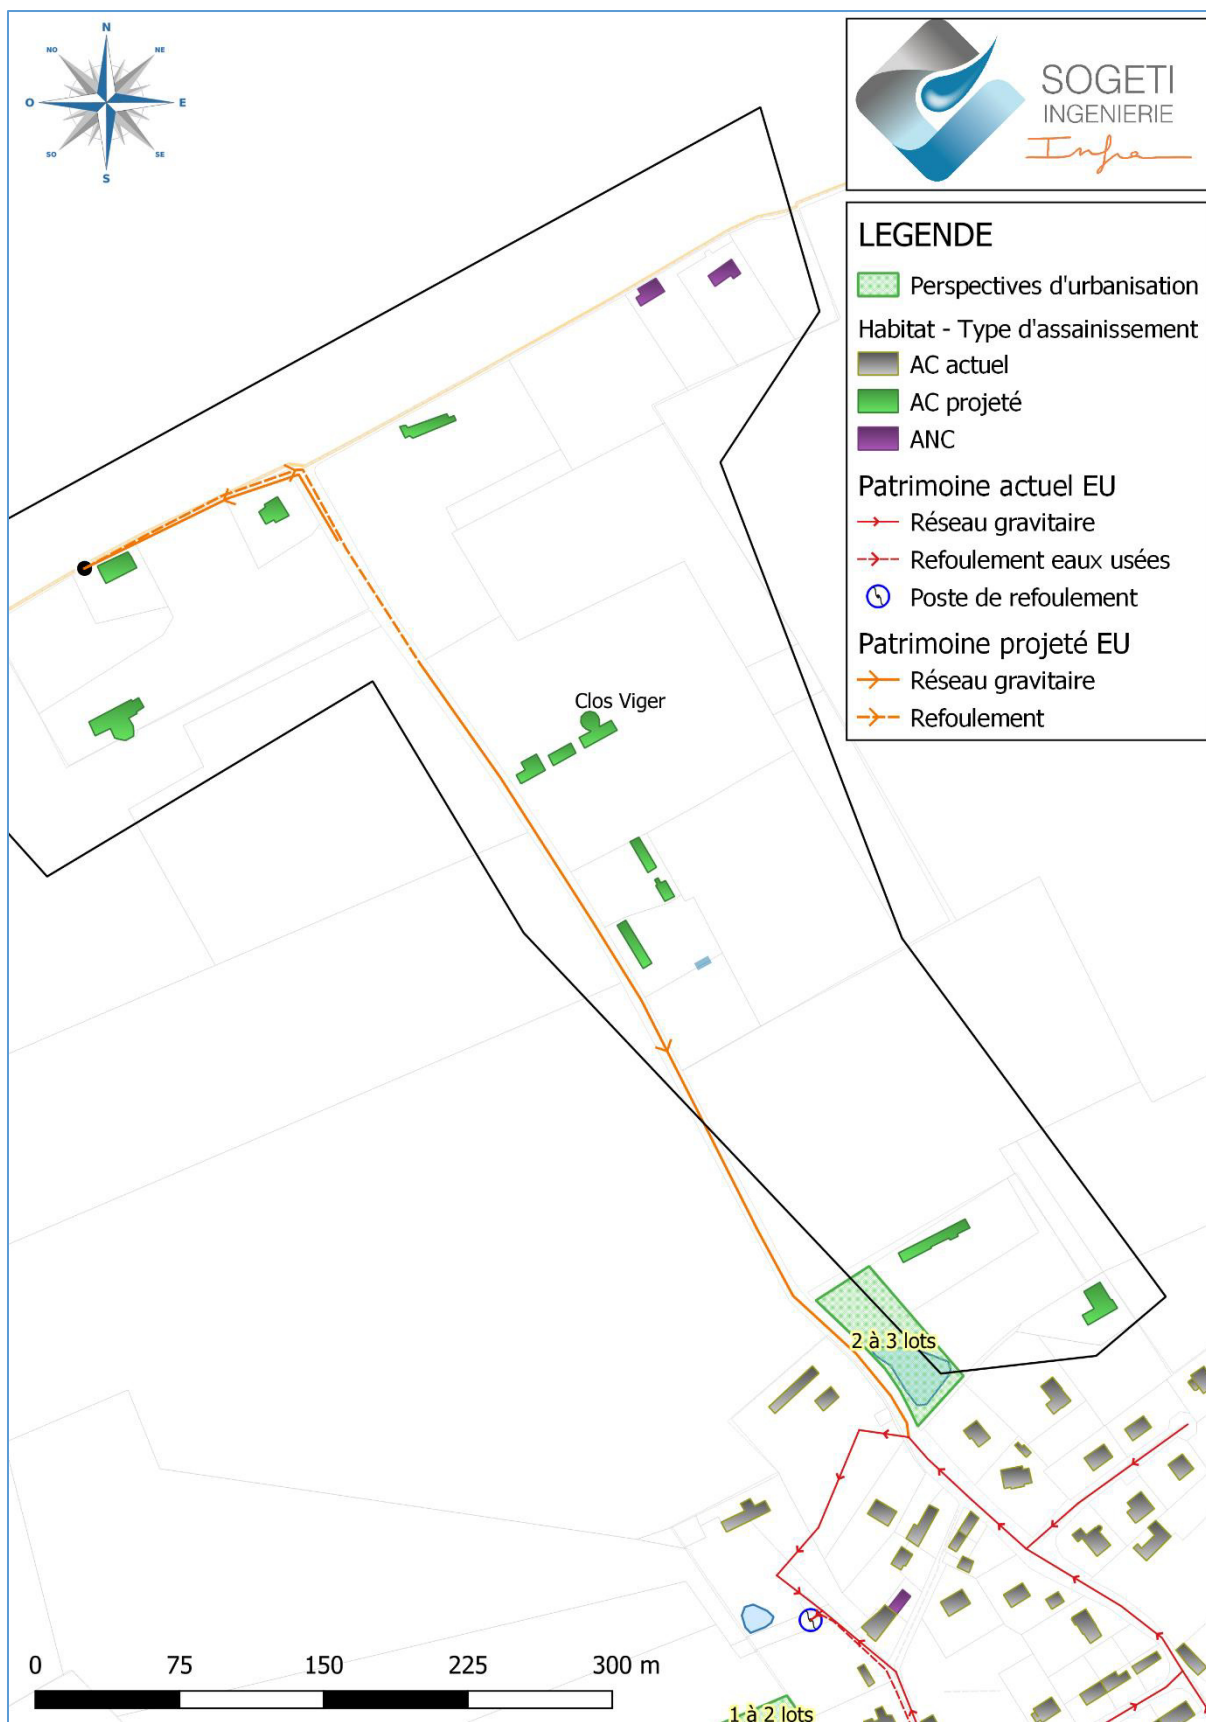 N
NO
NE
O
E
SO
SE
S
SOGETI
INGENIERIE
Infra
LEGENDE
Perspectives d'urbanisation
Habitat - Type d'assainissement
AC actuel
AC projeté
ANC
Patrimoine actuel EU
Réseau gravitaire
Refoulement eaux usées
Poste de refoulement
Patrimoine projeté EU
Réseau gravitaire
Refoulement
Clos Viger
2 à 3 lots
0 75 150 225 300 m
1 à 2 lots